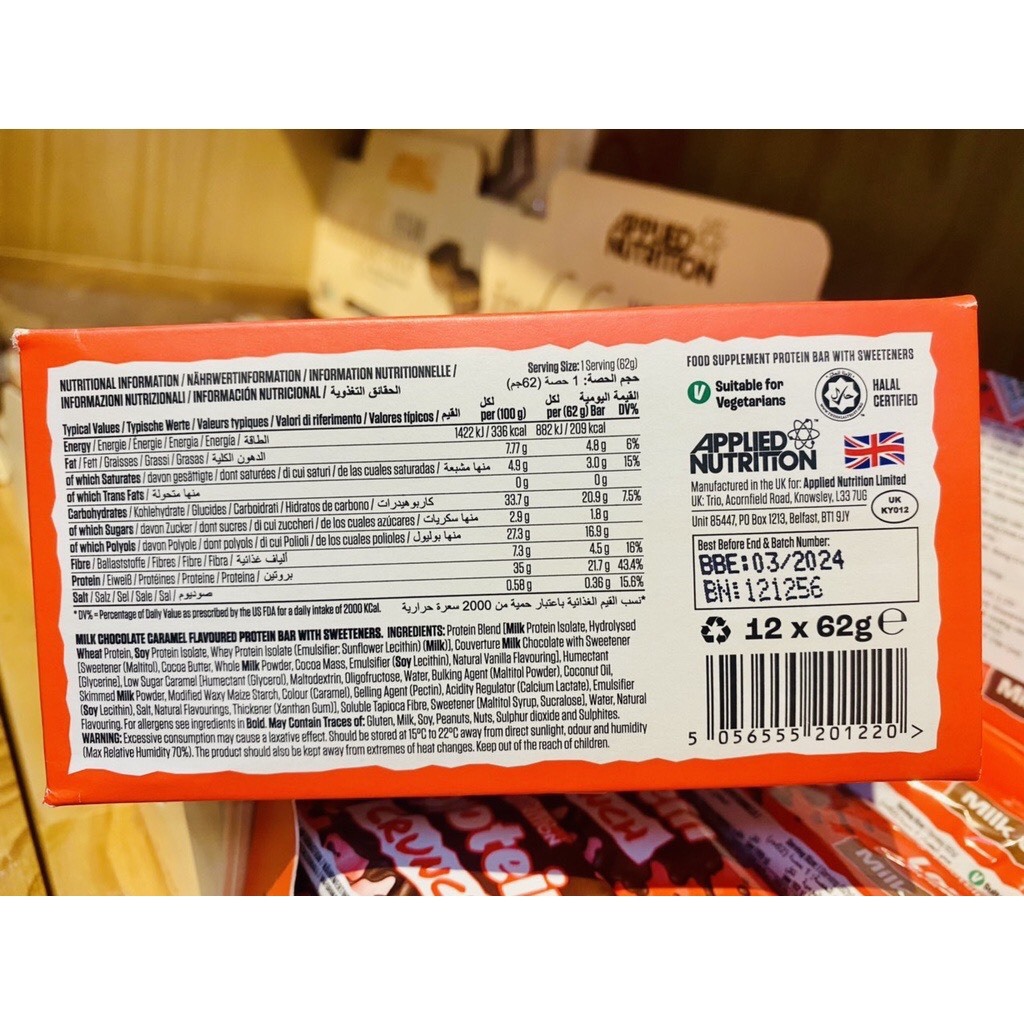 APPLIED
NUTRITION
NUTRITIONAL INFORMATION / NÄHRWERTINFORMATION / INFORMATION NUTRITIONNELLE /
INFORMAZIONI NUTRIZIONALI / INFORMACIÓN NUTRICIONAL / الحقائق التغذوية
Serving Size: 1 Serving (62g)
حجم الحصة: 1 حصة (62جم)
Typical Values / Typische Werte / Valeurs typiques / Valori di riferimento / Valores típicos / القيم لكل per (100 g) لكل per (62 g) Bar القيمة اليومية DV%
Energy / Energie / Énergie / Energia / Energía / الطاقة 1422 kJ / 336 kcal 882 kJ / 209 kcal
Fat / Fett / Graisses / Grassi / Grasas / الدهون الكلية 7.77 g 4.8 g 6%
of which Saturates / davon gesättigte / dont saturées / di cui saturi / de las cuales saturadas / منها مشبعة 4.9 g 3.0 g 15%
of which Trans Fats / منها متحولة 0 g 0 g
Carbohydrates / Kohlehydrate / Glucides / Carboidrati / Hidratos de carbono / كاربوهيدرات 33.7 g 20.9 g 7.5%
of which Sugars / davon Zucker / dont sucres / di cui zuccheri / de los cuales azúcares / منها سكريات 2.9 g 1.8 g
of which Polyols / davon Polyole / dont polyols / di cui Polioli / de los cuales polioles / منها بوليول 27.3 g 16.9 g
Fibre / Ballaststoffe / Fibres / Fibre / Fibra / ألياف غذائية 7.3 g 4.5 g 16%
Protein / Eiweiß / Protéines / Proteine / Proteina / بروتين 35 g 21.7 g 43.4%
Salt / Salz / Sel / Sale / Sal / صوديوم 0.58 g 0.36 g 15.6%
* DV% = Percentage of Daily Value as prescribed by the US FDA for a daily intake of 2000 KCal. *نسب القيم الغذائية باعتبار حمية من 2000 سعرة حرارية
MILK CHOCOLATE CARAMEL FLAVOURED PROTEIN BAR WITH SWEETENERS. INGREDIENTS: Protein Blend [Milk Protein Isolate, Hydrolysed
Wheat Protein, Soy Protein Isolate, Whey Protein Isolate (Emulsifier: Sunflower Lecithin) (Milk)], Couverture Milk Chocolate with Sweetener
[Sweetener (Maltitol), Cocoa Butter, Whole Milk Powder, Cocoa Mass, Emulsifier (Soy Lecithin), Natural Vanilla Flavouring], Humectant
[Glycerine], Low Sugar Caramel [Humectant (Glycerol), Maltodextrin, Oligofructose, Water, Bulking Agent (Maltitol Powder), Coconut Oil,
Skimmed Milk Powder, Modified Waxy Maize Starch, Colour (Caramel), Gelling Agent (Pectin), Acidity Regulator (Calcium Lactate), Emulsifier
(Soy Lecithin), Salt, Natural Flavourings, Thickener (Xanthan Gum)], Soluble Tapioca Fibre, Sweetener [Maltitol Syrup, Sucralose], Water, Natural
Flavouring. For allergens see ingredients in Bold. May Contain Traces of: Gluten, Milk, Soy, Peanuts, Nuts, Sulphur dioxide and Sulphites.
WARNING: Excessive consumption may cause a laxative effect. Should be stored at 15°C to 22°C away from direct sunlight, odour and humidity
(Max Relative Humidity 70%). The product should also be kept away from extremes of heat changes. Keep out of the reach of children.
FOOD SUPPLEMENT PROTEIN BAR WITH SWEETENERS
V Suitable for
Vegetarians
HALAL
CERTIFIED
APPLIED
NUTRITION
Manufactured in the UK for: Applied Nutrition Limited
UK: Trio, Acornfield Road, Knowsley, L33 7UG
Unit 85447, PO Box 1213, Belfast, BT1 9JY
UK
KY012
Best Before End & Batch Number:
BBE:03/2024
BN:121256
12 x 62g e
5 056555 201220 >
Milk
CRUNCH
Protein
CRUNCH
Milk
Milk